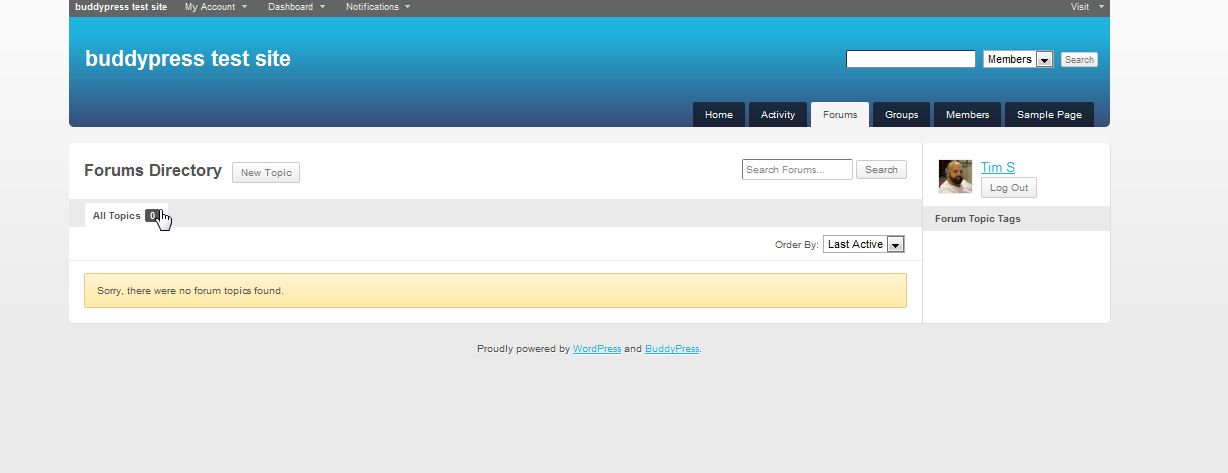 buddypress test site My Account Dashboard Notifications Visit
buddypress test site
Members Search
Home Activity Forums Groups Members Sample Page
Forums Directory New Topic
Search Forums... Search
Tim S
Log Out
All Topics 0
Forum Topic Tags
Order By: Last Active
Sorry, there were no forum topics found.
Proudly powered by WordPress and BuddyPress.